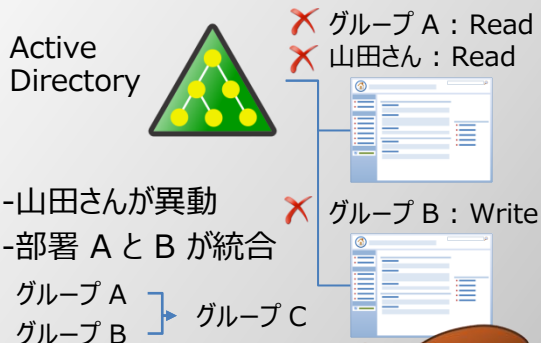 Active
Directory
グループ A : Read
山田さん : Read
-山田さんが異動
-部署 A と B が統合
グループ B : Write
グループ A
グループ B
グループ C